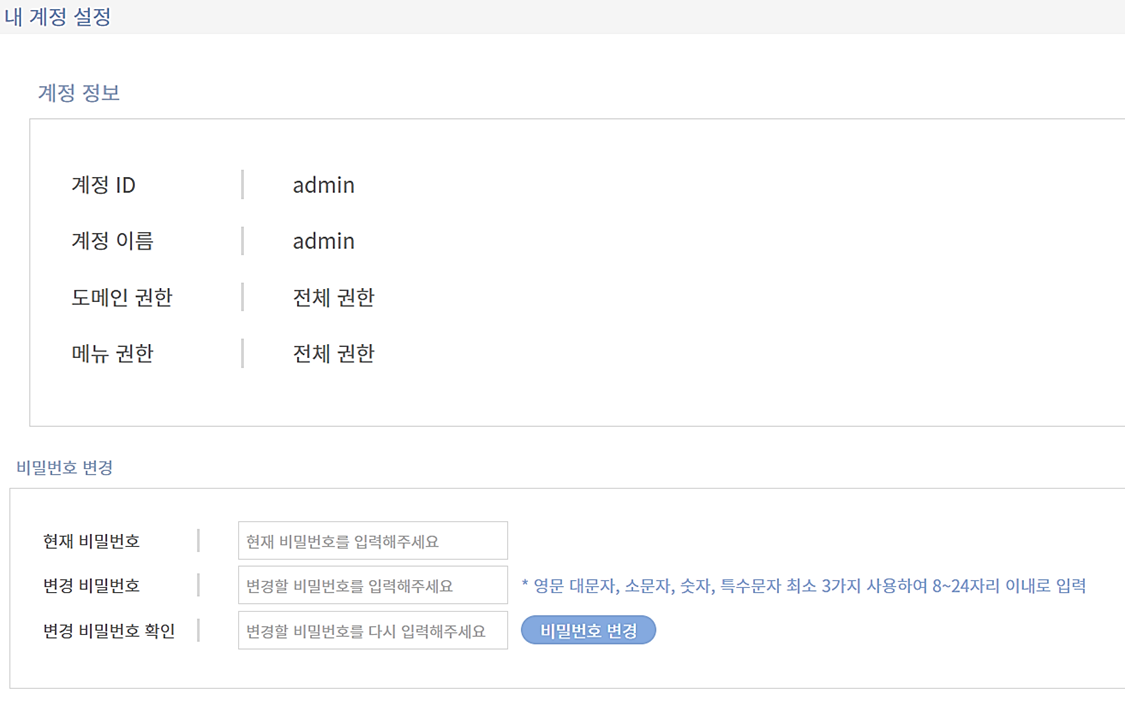 내 계정 설정
계정 정보
계정 ID admin
계정 이름 admin
도메인 권한 전체 권한
메뉴 권한 전체 권한
비밀번호 변경
현재 비밀번호 현재 비밀번호를 입력해주세요
변경 비밀번호 변경할 비밀번호를 입력해주세요 * 영문 대문자, 소문자, 숫자, 특수문자 최소 3가지 사용하여 8~24자리 이내로 입력
변경 비밀번호 확인 변경할 비밀번호를 다시 입력해주세요 비밀번호 변경